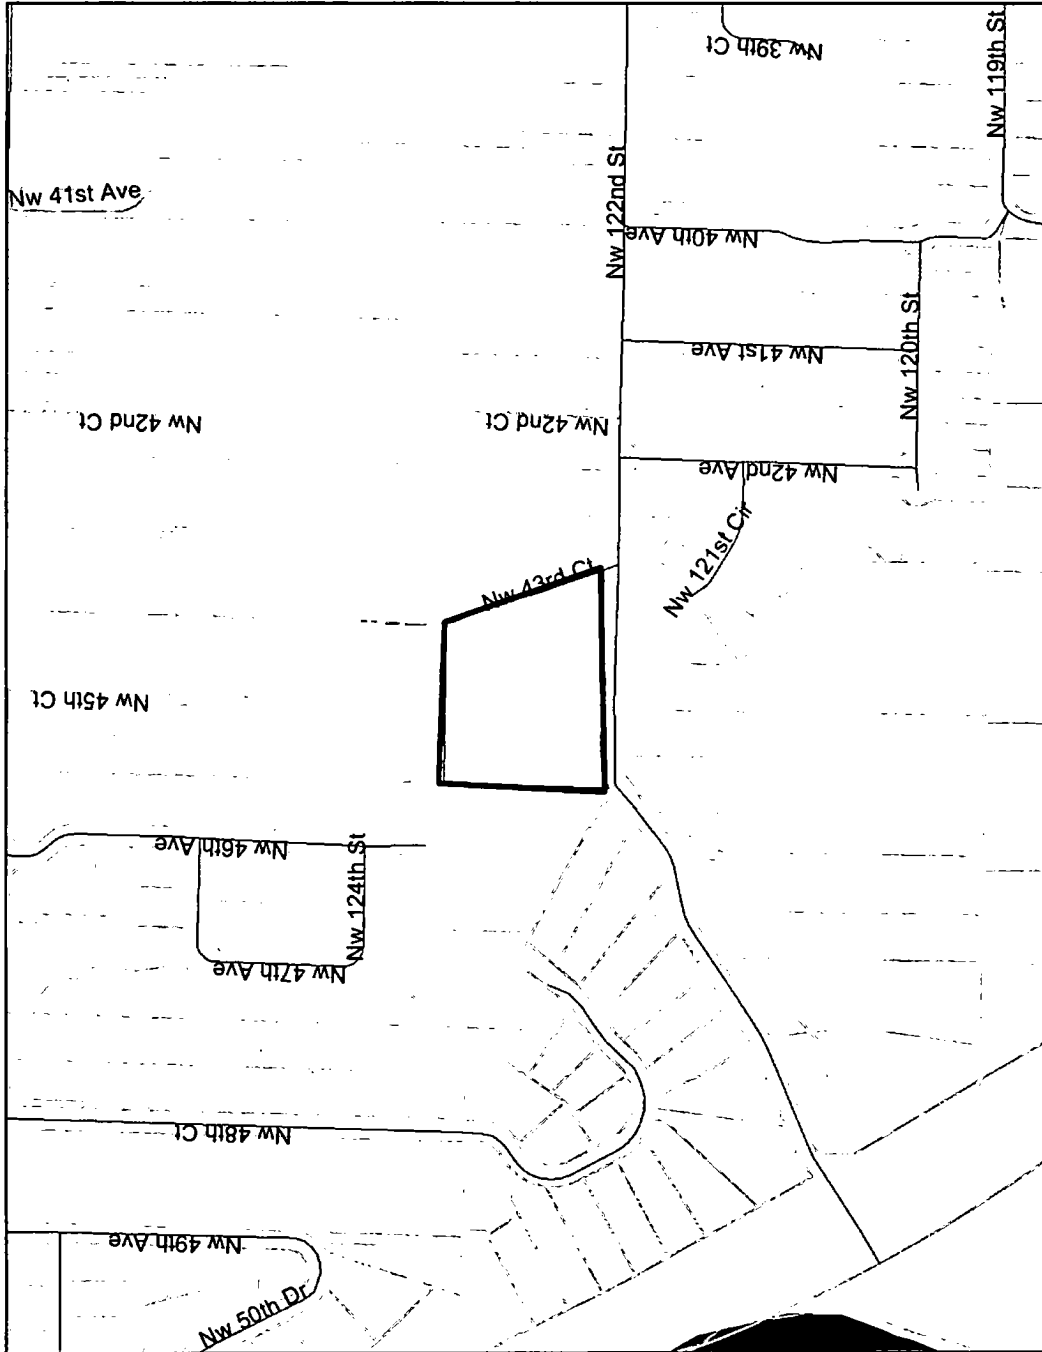 Nw 39th Ct
Nw 119th St
Nw 41st Ave
Nw 122nd St
Nw 40th Ave
Nw 120th St
Nw 41st Ave
Nw 42nd Ct
Nw 42nd Ct
Nw 42nd Ave
Nw 121st Cir
Nw 43rd Ct
Nw 45th Ct
Nw 46th Ave
Nw 124th St
Nw 47th Ave
Nw 48th Ct
Nw 49th Ave
Nw 50th Dr